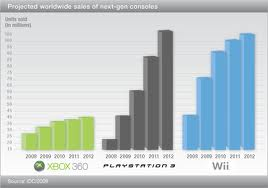 Projected worldwide sales of next-gen consoles
Units sold
(in millions)
2008 2009 2010 2011 2012
2008 2009 2010 2011 2012
2008 2009 2010 2011 2012
XBOX 360
PLAYSTATION 3
Wii
Source: IDC/2008